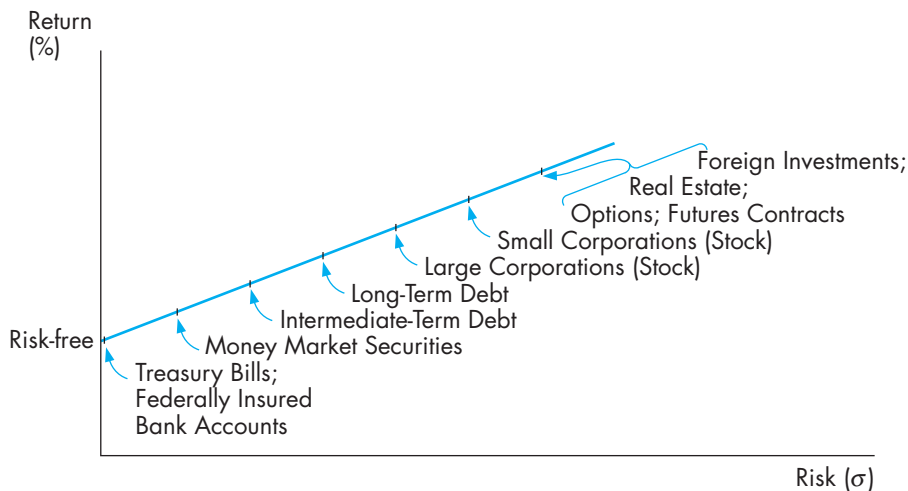 Return
(%)
Foreign Investments;
Real Estate;
Options; Futures Contracts
Small Corporations (Stock)
Large Corporations (Stock)
Long-Term Debt
Intermediate-Term Debt
Risk-free
Money Market Securities
Treasury Bills;
Federally Insured
Bank Accounts
Risk (σ)